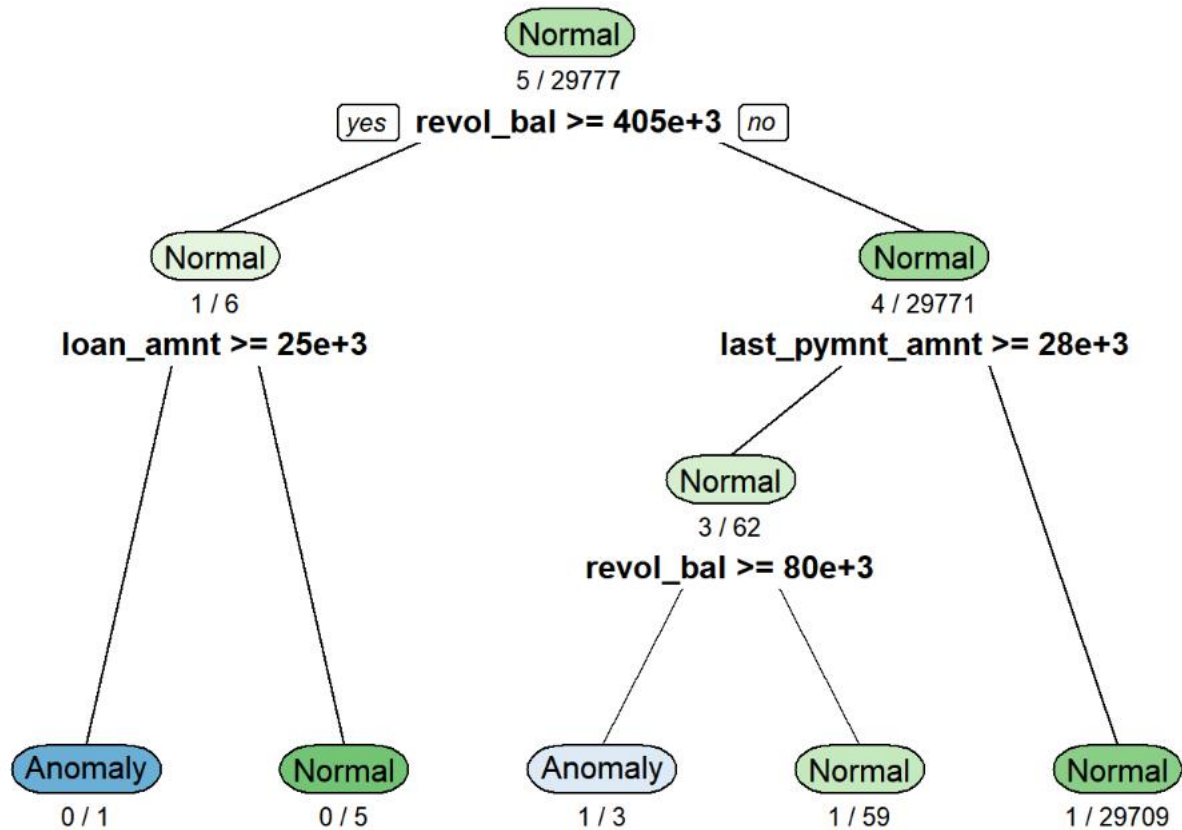 Normal
5 / 29777
yes revol_bal >= 405e+3 no
Normal Normal
1 / 6 4 / 29771
loan_amnt >= 25e+3 last_pymnt_amnt >= 28e+3
Normal
3 / 62
revol_bal >= 80e+3
Anomaly Normal Anomaly Normal Normal
0 / 1 0 / 5 1 / 3 1 / 59 1 / 29709